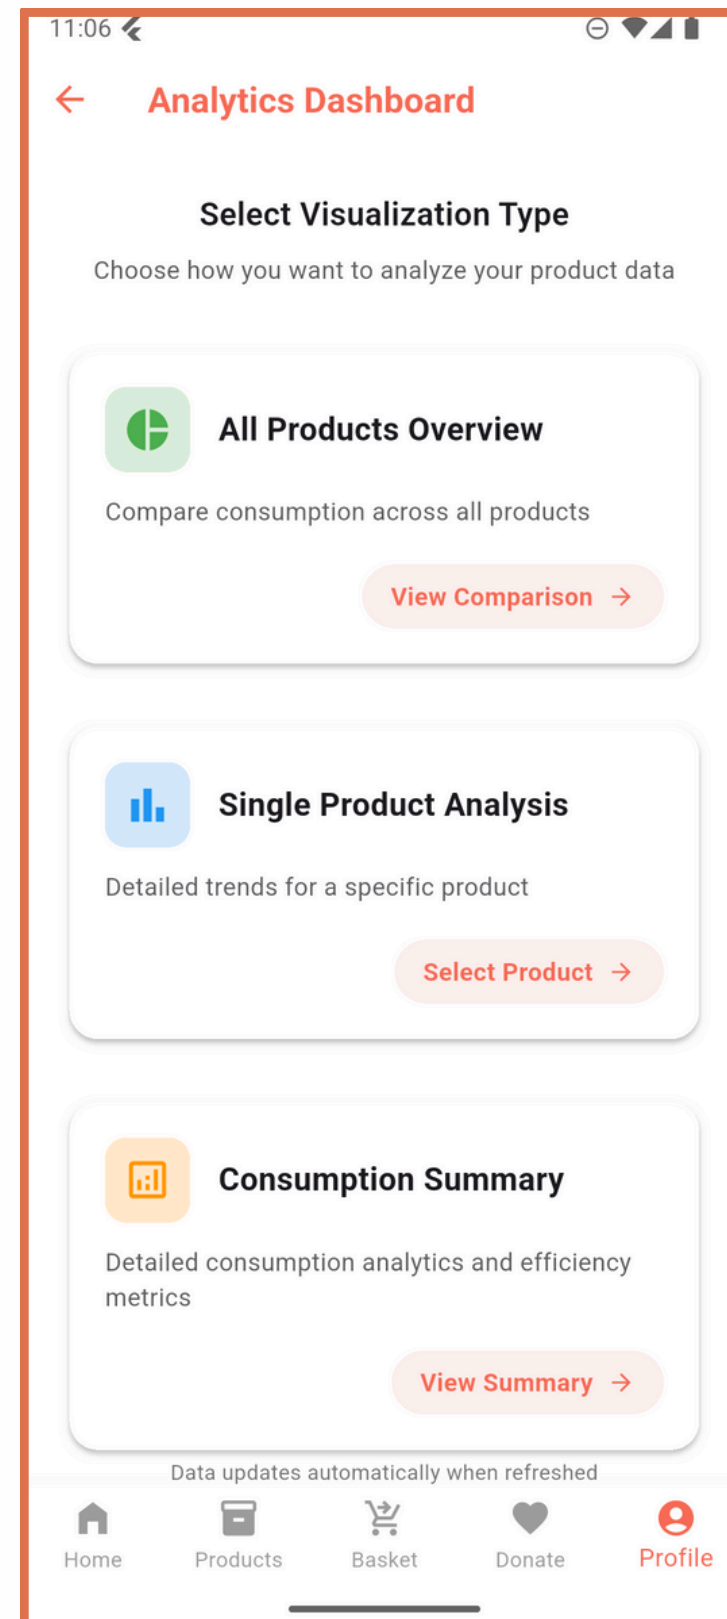 11:06
Analytics Dashboard
Select Visualization Type
Choose how you want to analyze your product data
All Products Overview
Compare consumption across all products
View Comparison →
Single Product Analysis
Detailed trends for a specific product
Select Product →
Consumption Summary
Detailed consumption analytics and efficiency
metrics
View Summary →
Data updates automatically when refreshed
Home Products Basket Donate Profile